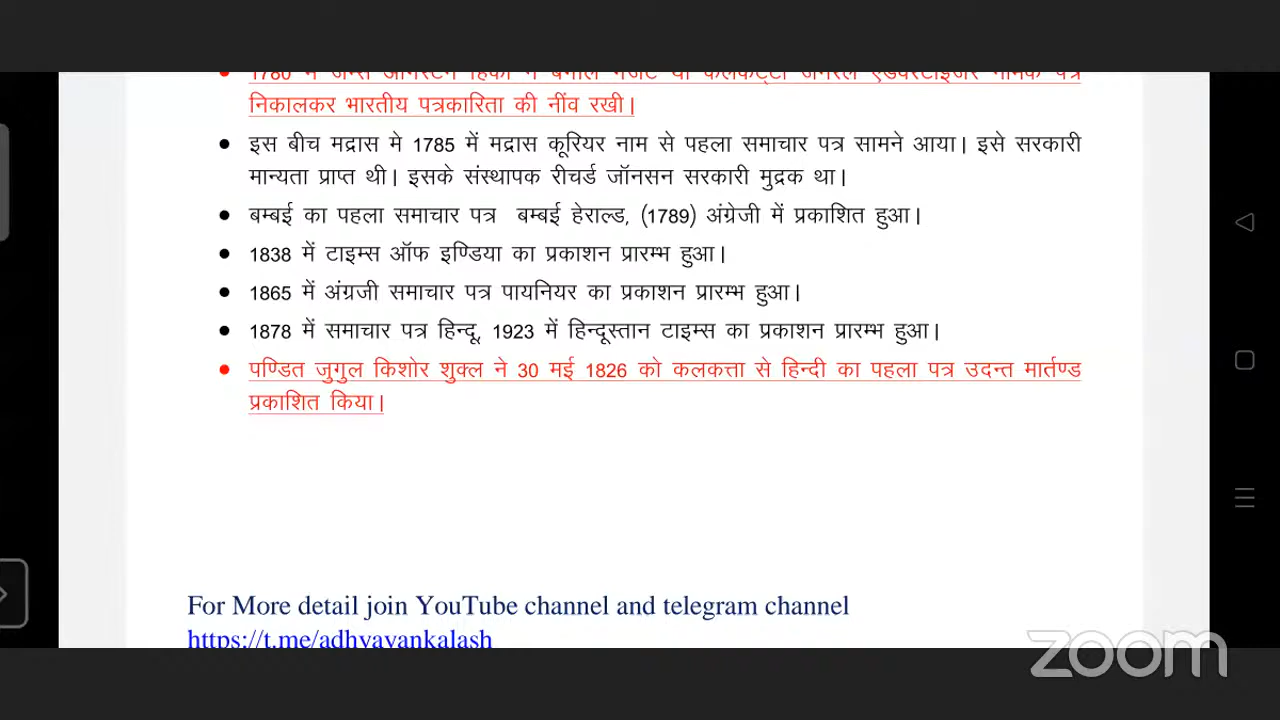 निकालकर भारतीय पत्रकारिता की नींव रखी।
• इस बीच मद्रास मे 1785 में मद्रास कूरियर नाम से पहला समाचार पत्र सामने आया। इसे सरकारी
मान्यता प्राप्त थी। इसके संस्थापक रीचर्ड जॉनसन सरकारी मुद्रक था।
• बम्बई का पहला समाचार पत्र बम्बई हेराल्ड, (1789) अंग्रेजी में प्रकाशित हुआ।
• 1838 में टाइम्स ऑफ इण्डिया का प्रकाशन प्रारम्भ हुआ।
• 1865 में अंग्रजी समाचार पत्र पायनियर का प्रकाशन प्रारम्भ हुआ।
• 1878 में समाचार पत्र हिन्दू, 1923 में हिन्दूस्तान टाइम्स का प्रकाशन प्रारम्भ हुआ।
• पण्डित जुगुल किशोर शुक्ल ने 30 मई 1826 को कलकत्ता से हिन्दी का पहला पत्र उदन्त मार्तण्ड
प्रकाशित किया।
For More detail join YouTube channel and telegram channel
https://t.me/adhyayankalash
zoom